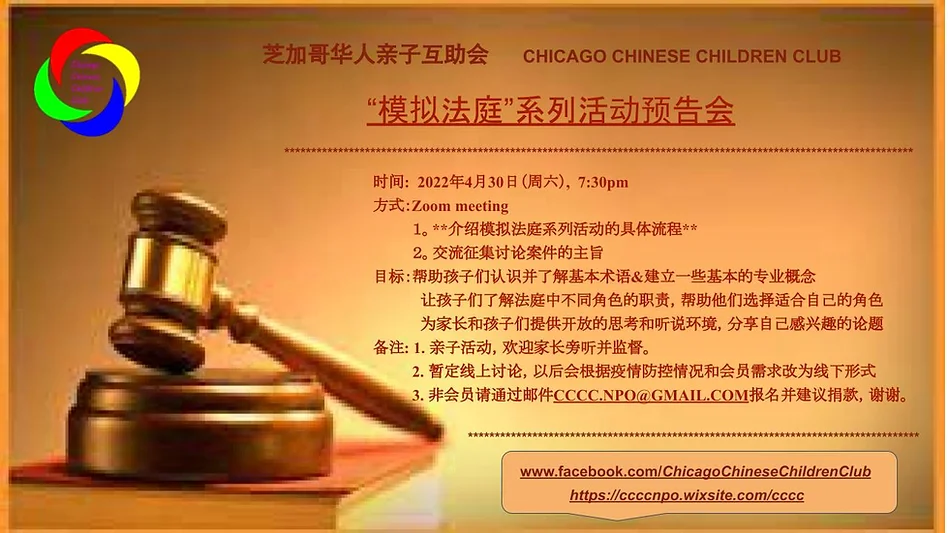 芝加哥华人亲子互助会 CHICAGO CHINESE CHILDREN CLUB
“模拟法庭”系列活动预告会
时间: 2022年4月30日(周六), 7:30pm
方式:Zoom meeting
1。**介绍模拟法庭系列活动的具体流程**
2。交流征集讨论案件的主旨
目标:帮助孩子们认识并了解基本术语&建立一些基本的专业概念
让孩子们了解法庭中不同角色的职责, 帮助他们选择适合自己的角色
为家长和孩子们提供开放的思考和听说环境, 分享自己感兴趣的论题
备注: 1. 亲子活动, 欢迎家长旁听并监督。
2. 暂定线上讨论, 以后会根据疫情防控情况和会员需求改为线下形式
3. 非会员请通过邮件CCCC.NPO@GMAIL.COM报名并建议捐款, 谢谢。
www.facebook.com/ChicagoChineseChildrenClub
https://ccccnpo.wixsite.com/cccc